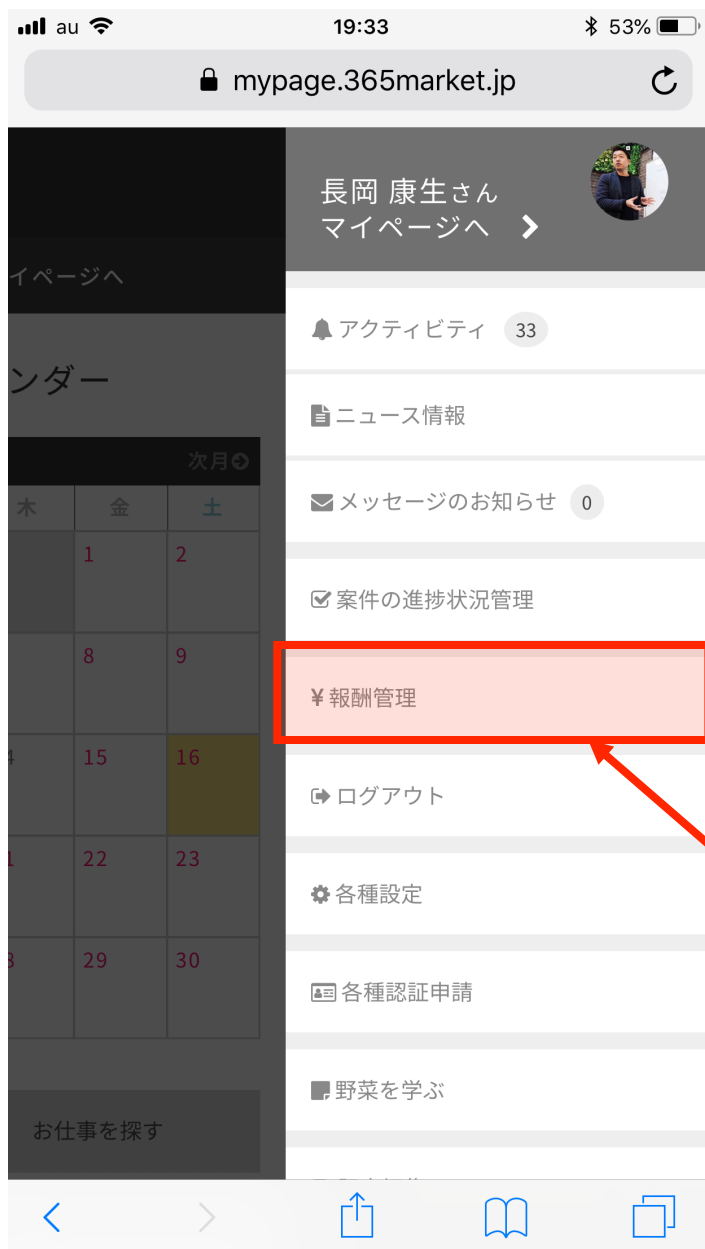 au 19:33 53%
mypage.365market.jp
長岡 康生さん
マイページへ
イページへ
アクティビティ 33
ンダー
ニュース情報
次月
メッセージのお知らせ 0
木 金 土
1 2
案件の進捗状況管理
8 9
¥報酬管理
15 16
ログアウト
22 23
各種設定
29 30
各種認証申請
野菜を学ぶ
お仕事を探す